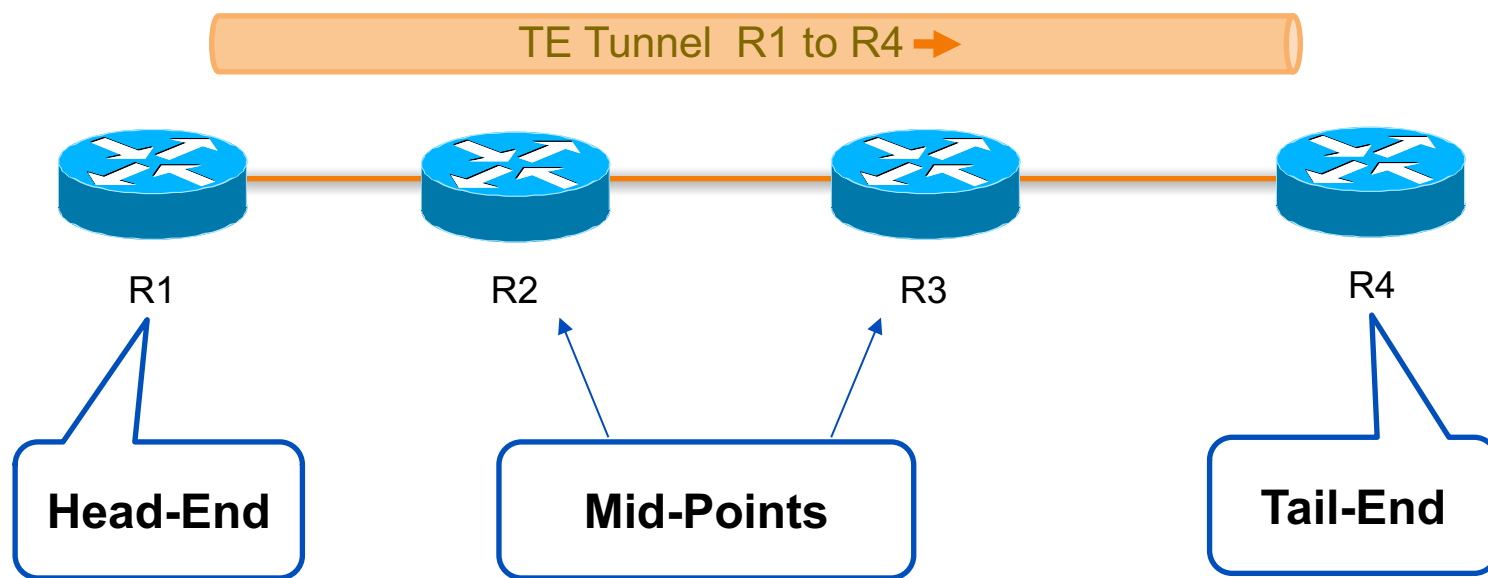 TE Tunnel R1 to R4
R1
R2
R3
R4
Head-End
Mid-Points
Tail-End